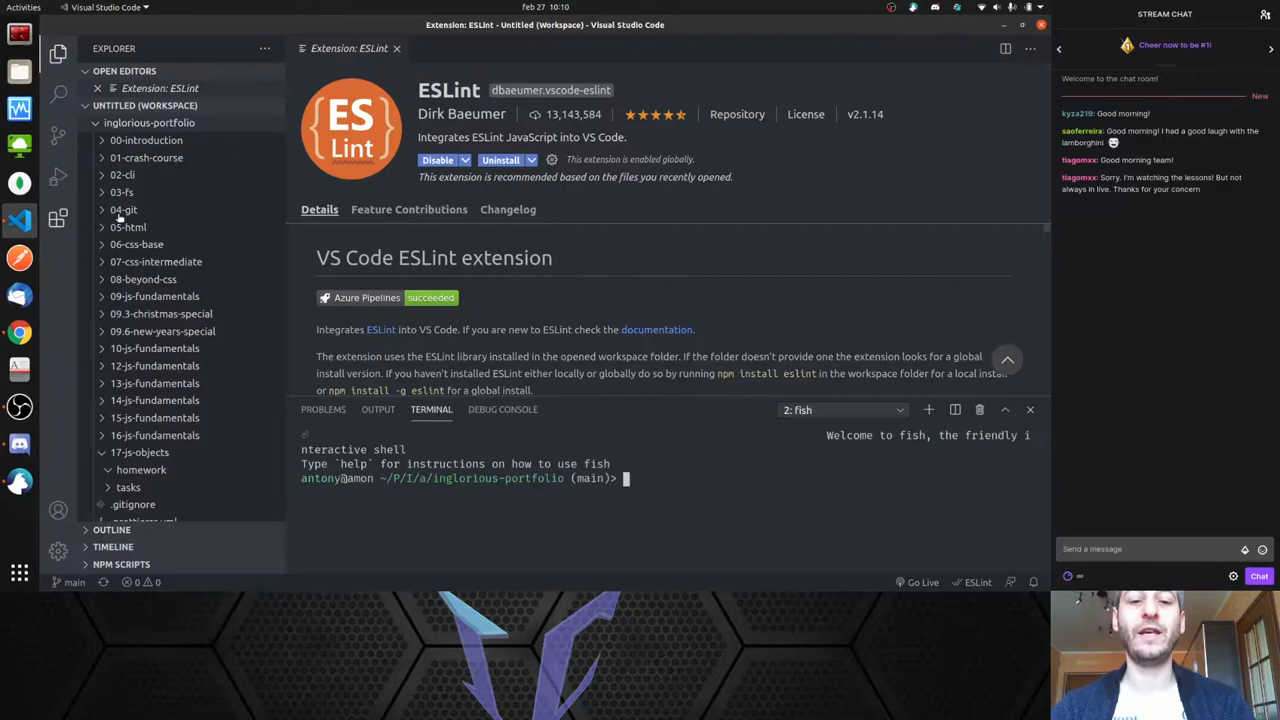 Activities
Visual Studio Code
feb 27 10:10
Extension: ESLint - Untitled (Workspace) - Visual Studio Code
EXPLORER
OPEN EDITORS
Extension: ESLint
UNTITLED (WORKSPACE)
inglorious-portfolio
00-introduction
01-crash-course
02-cli
03-fs
04-git
05-html
06-css-base
07-css-intermediate
08-beyond-css
09-js-fundamentals
09.3-christmas-special
09.6-new-years-special
10-js-fundamentals
12-js-fundamentals
13-js-fundamentals
14-js-fundamentals
15-js-fundamentals
16-js-fundamentals
17-js-objects
homework
tasks
.gitignore
OUTLINE
TIMELINE
NPM SCRIPTS
main
0
0
Extension: ESLint
ES
Lint
ESLint dbaeumer.vscode-eslint
Dirk Baeumer 13,143,584 Repository License v2.1.14
Integrates ESLint JavaScript into VS Code.
Disable Uninstall This extension is enabled globally.
This extension is recommended based on the files you recently opened.
Details Feature Contributions Changelog
VS Code ESLint extension
Azure Pipelines succeeded
Integrates ESLint into VS Code. If you are new to ESLint check the documentation.
The extension uses the ESLint library installed in the opened workspace folder. If the folder doesn't provide one the extension looks for a global
install version. If you haven't installed ESLint either locally or globally do so by running npm install eslint in the workspace folder for a local
or npm install -g eslint for a global install.
PROBLEMS OUTPUT TERMINAL DEBUG CONSOLE 2: fish
Welcome to fish, the friendly i
nteractive shell
Type `help` for instructions on how to use fish
antony@amon ~/P/I/a/inglorious-portfolio (main)>
Go Live ESLint
STREAM CHAT
1
Cheer now to be #1!
Welcome to the chat room!
New
kyza219: Good morning!
saoferreira: Good morning! I had a good laugh with the
lamborghini
tiagomxx: Good morning team!
tiagomxx: Sorry. I'm watching the lessons! But not
always in live. Thanks for your concern
Send a message
∞
Chat